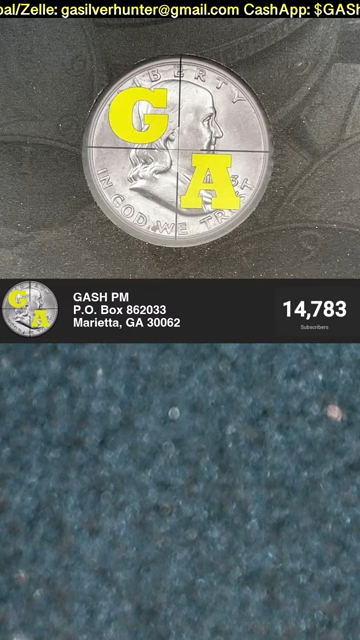 pal/Zelle: gasilverhunter@gmail.com CashApp: $GASH
LIBERTY
G
A
IN GOD WE TRUST
GASH PM
P.O. Box 862033
Marietta, GA 30062
14,783
Subscribers
G
A